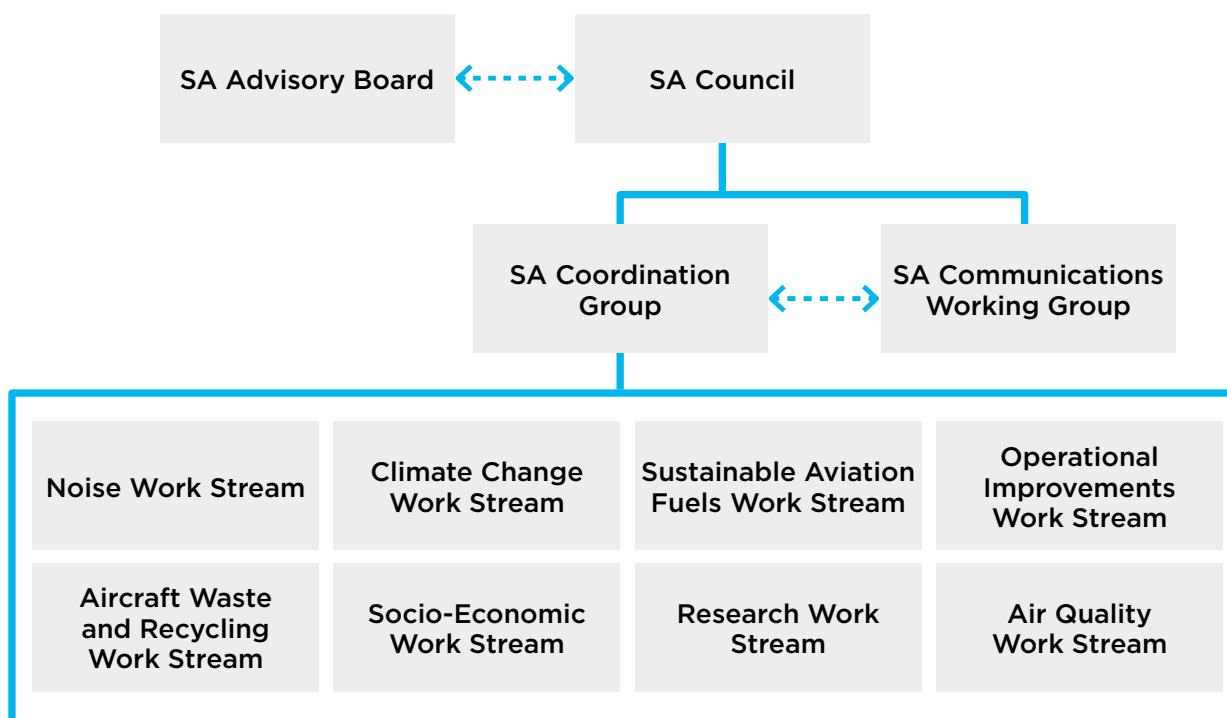 SA Advisory Board
SA Council
SA Coordination
Group
SA Communications
Working Group
Noise Work Stream
Climate Change
Work Stream
Sustainable Aviation
Fuels Work Stream
Operational
Improvements
Work Stream
Aircraft Waste
and Recycling
Work Stream
Socio-Economic
Work Stream
Research Work
Stream
Air Quality
Work Stream